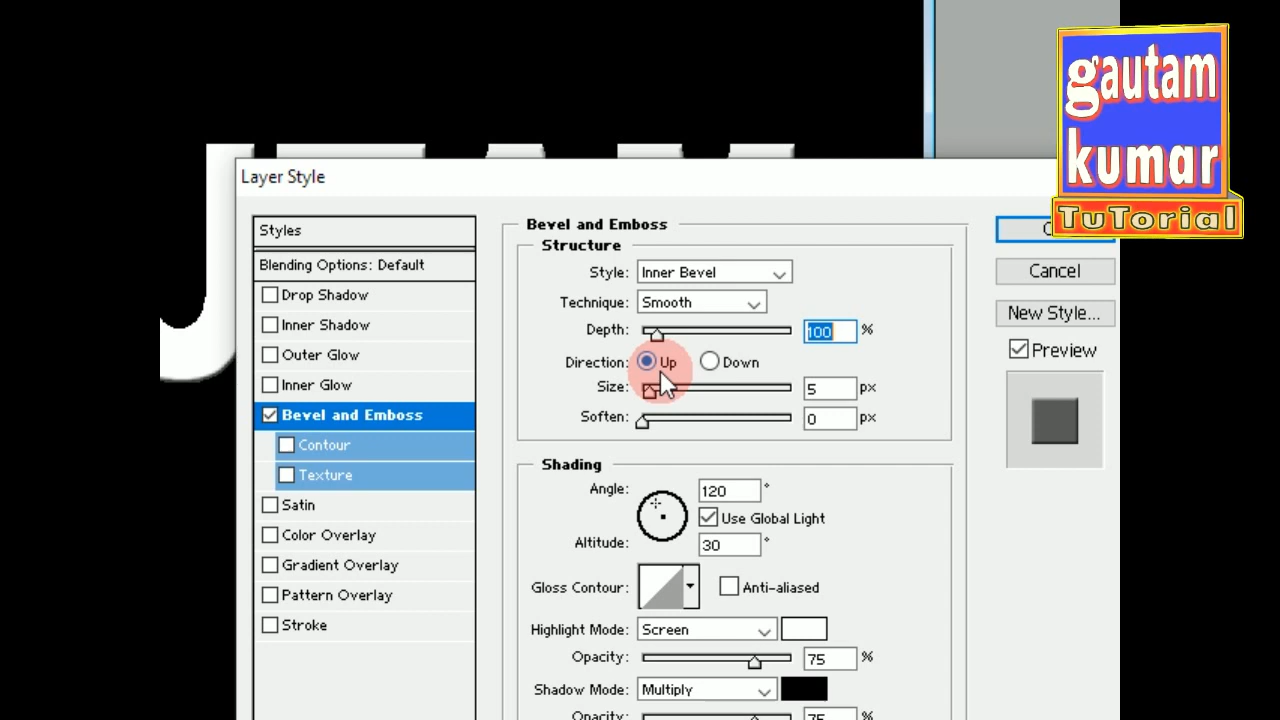 gautam
kumar
TuTorial
Layer Style
Styles
Blending Options: Default
Drop Shadow
Inner Shadow
Outer Glow
Inner Glow
Bevel and Emboss
Contour
Texture
Satin
Color Overlay
Gradient Overlay
Pattern Overlay
Stroke
Bevel and Emboss
Structure
Style: Inner Bevel
Technique: Smooth
Depth: 100 %
Direction: Up Down
Size: 5 px
Soften: 0 px
Shading
Angle: 120 °
Use Global Light
Altitude: 30 °
Gloss Contour: Anti-aliased
Highlight Mode: Screen
Opacity: 75 %
Shadow Mode: Multiply
Opacity: 75 %
Cancel
New Style...
Preview